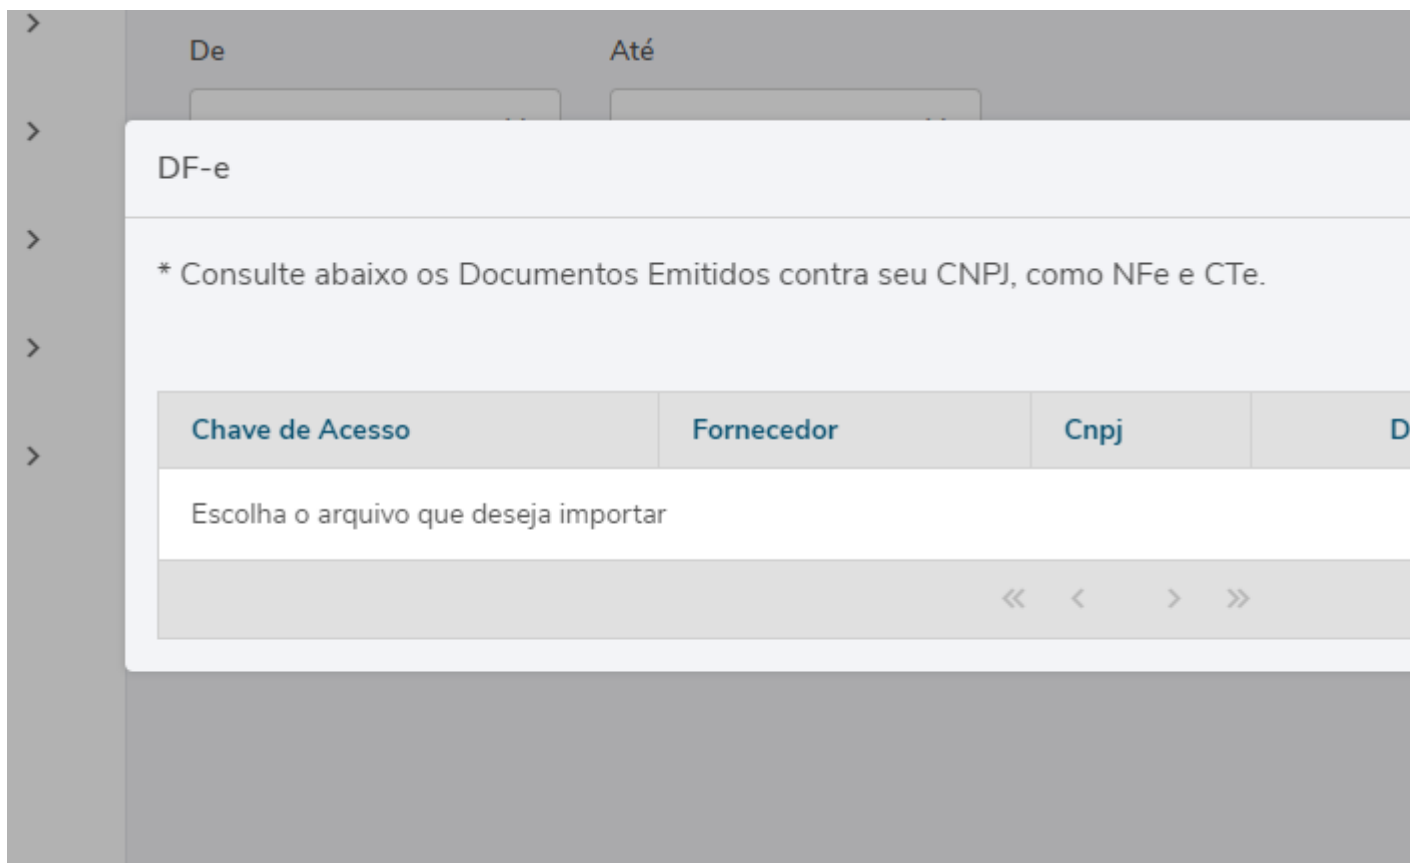 De
Até
DF-e
* Consulte abaixo os Documentos Emitidos contra seu CNPJ, como NFe e CTe.
Chave de Acesso
Fornecedor
Cnpj
D
Escolha o arquivo que deseja importar